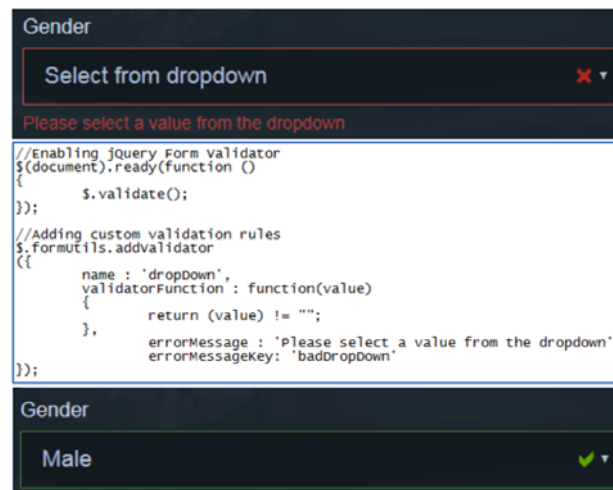 Gender
Select from dropdown
Please select a value from the dropdown
//Enabling jQuery Form Validator
$(document).ready(function ()
{
$.validate();
});
//Adding custom validation rules
$.formUtils.addValidator
({
name : 'dropDown',
validatorFunction : function(value)
{
return (value) != "";
},
errorMessage : 'Please select a value from the dropdown'
errorMessageKey: 'badDropDown'
});
Gender
Male